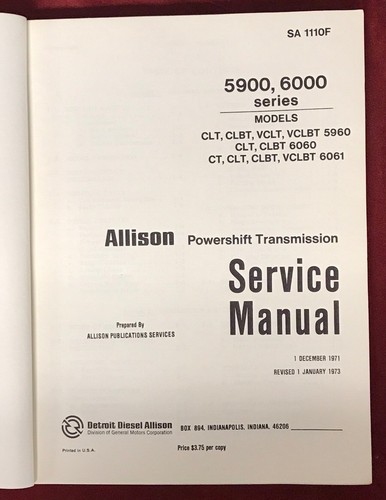 SA 1110F
5900, 6000
series
MODELS
CLT, CLBT, VCLT, VCLBT 5960
CLT, CLBT 6060
CT, CLT, CLBT, VCLBT 6061
Allison Powershift Transmission
Service
Manual
Prepared By
ALLISON PUBLICATIONS SERVICES
1 DECEMBER 1971
REVISED 1 JANUARY 1973
Detroit Diesel Allison
Division of General Motors Corporation
BOX 894, INDIANAPOLIS, INDIANA, 46206
Printed in U.S.A.
Price $3.75 per copy